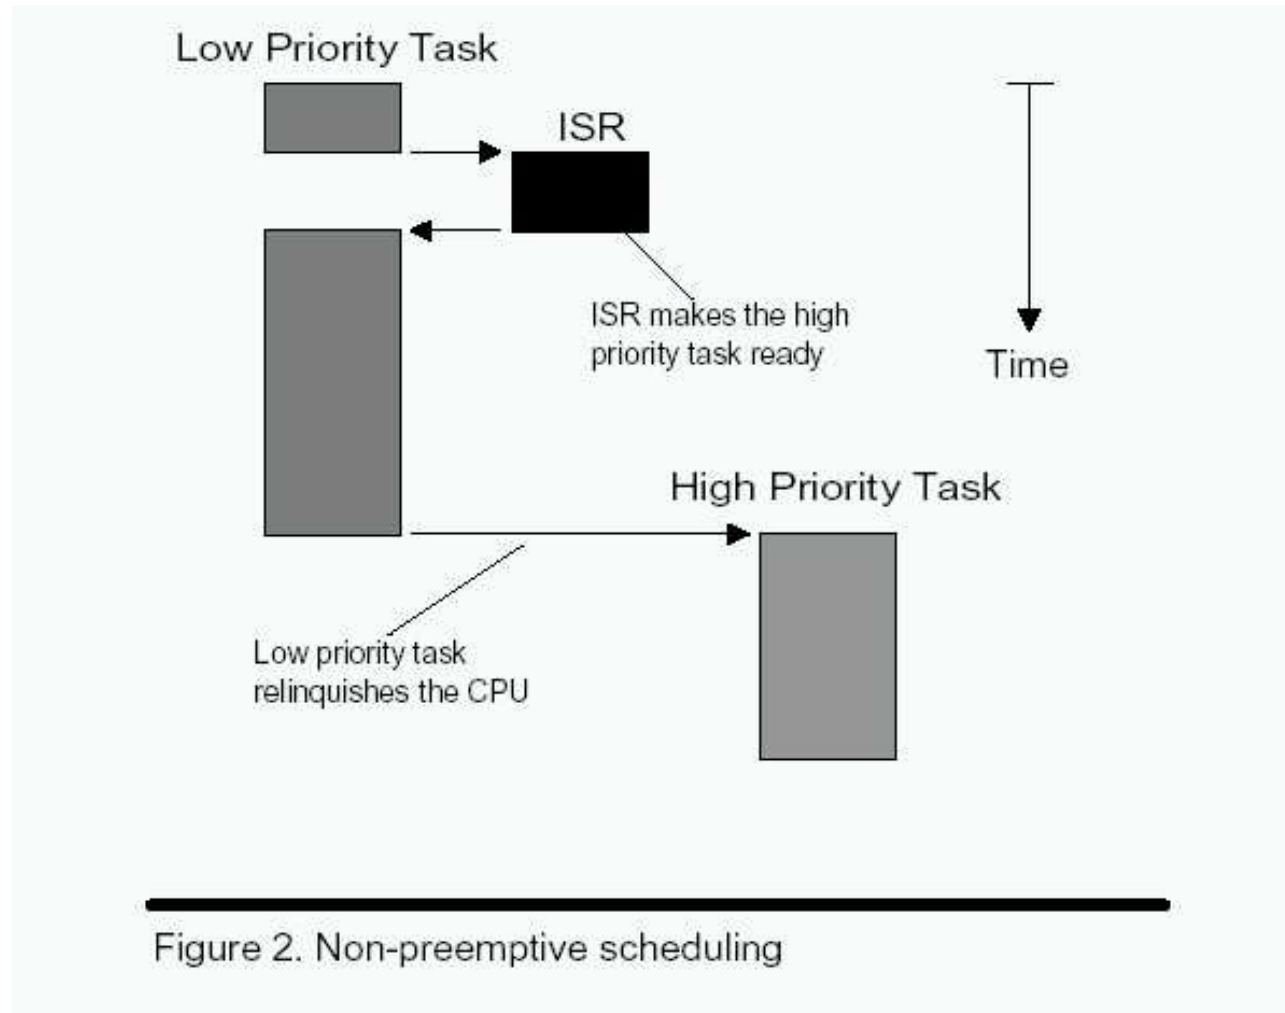 Low Priority Task
ISR
ISR makes the high
priority task ready
Time
High Priority Task
Low priority task
relinquishes the CPU
Figure 2. Non-preemptive scheduling